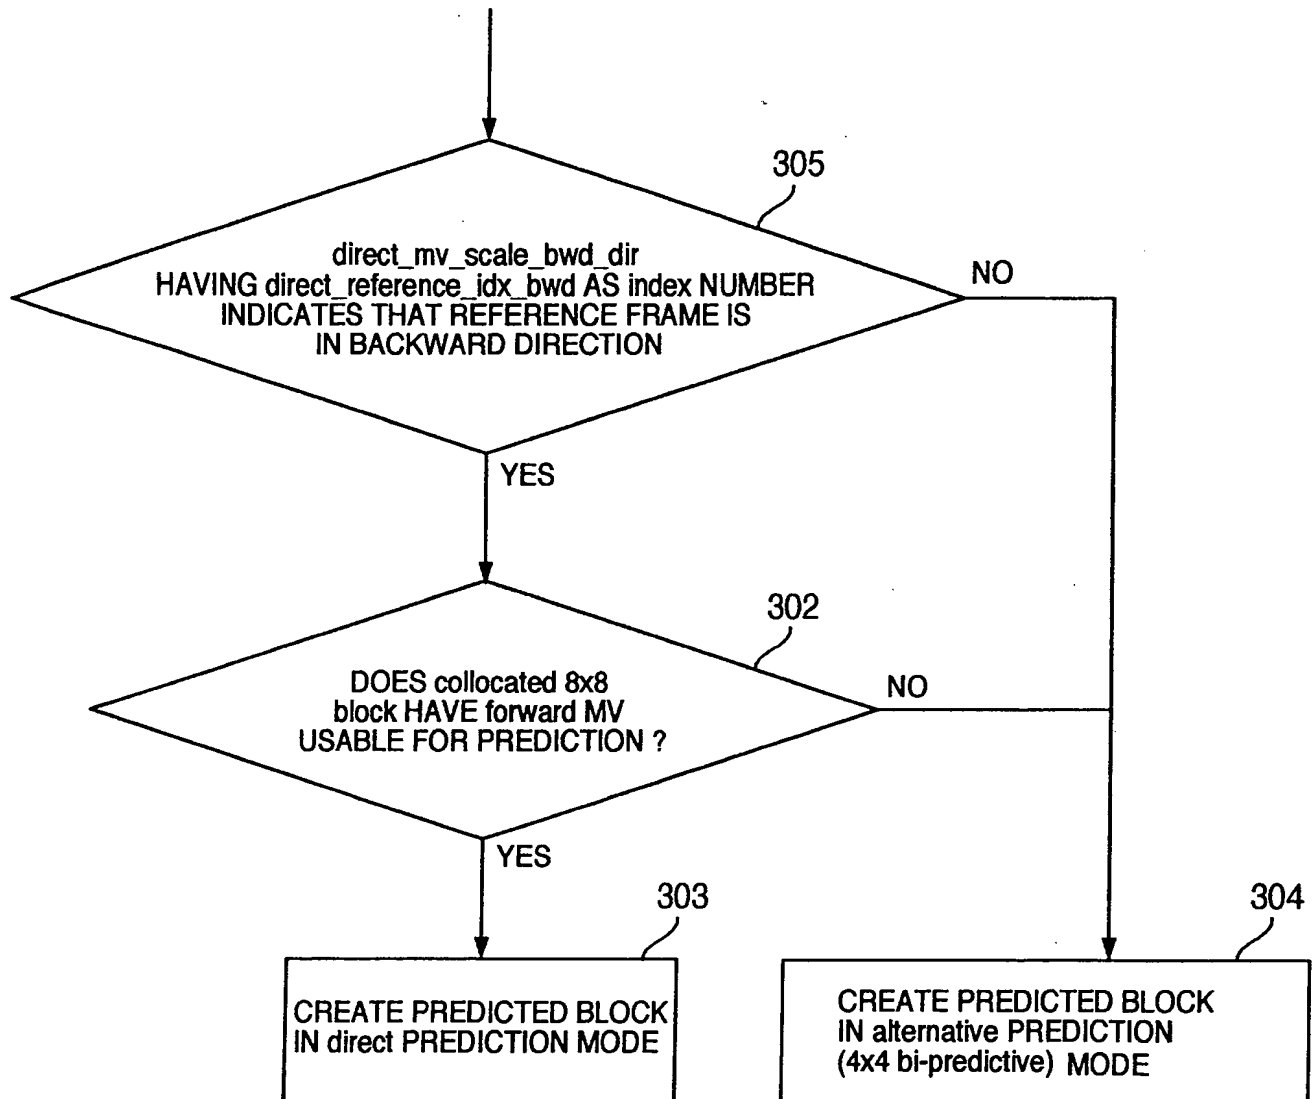 305
direct_mv_scale_bwd_dir
HAVING direct_reference_idx_bwd AS index NUMBER
INDICATES THAT REFERENCE FRAME IS
IN BACKWARD DIRECTION
NO
YES
302
DOES collocated 8x8
block HAVE forward MV
USABLE FOR PREDICTION ?
NO
YES
303
CREATE PREDICTED BLOCK
IN direct PREDICTION MODE
304
CREATE PREDICTED BLOCK
IN alternative PREDICTION
(4x4 bi-predictive) MODE